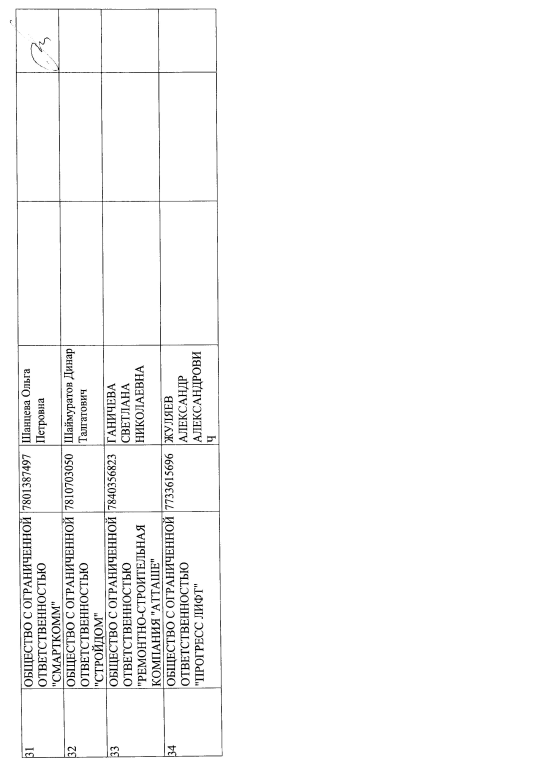 31 ОБЩЕСТВО С ОГРАНИЧЕННОЙ 7801387497 Шанцева Ольга
ОТВЕТСТВЕННОСТЬЮ Петровна
"СМАРТКОММ"
32 ОБЩЕСТВО С ОГРАНИЧЕННОЙ 7810703050 Шаймуратов Динар
ОТВЕТСТВЕННОСТЬЮ Талгатович
"СТРОЙДОМ"
33 ОБЩЕСТВО С ОГРАНИЧЕННОЙ 7840356823 ГАНИЧЕВА
ОТВЕТСТВЕННОСТЬЮ СВЕТЛАНА
"РЕМОНТНО-СТРОИТЕЛЬНАЯ НИКОЛАЕВНА
КОМПАНИЯ "АТТАШЕ"
34 ОБЩЕСТВО С ОГРАНИЧЕННОЙ 7733615696 ЖУЛЯЕВ
ОТВЕТСТВЕННОСТЬЮ АЛЕКСАНДР
"ПРОГРЕСС ЛИФТ" АЛЕКСАНДРОВИ
Ч